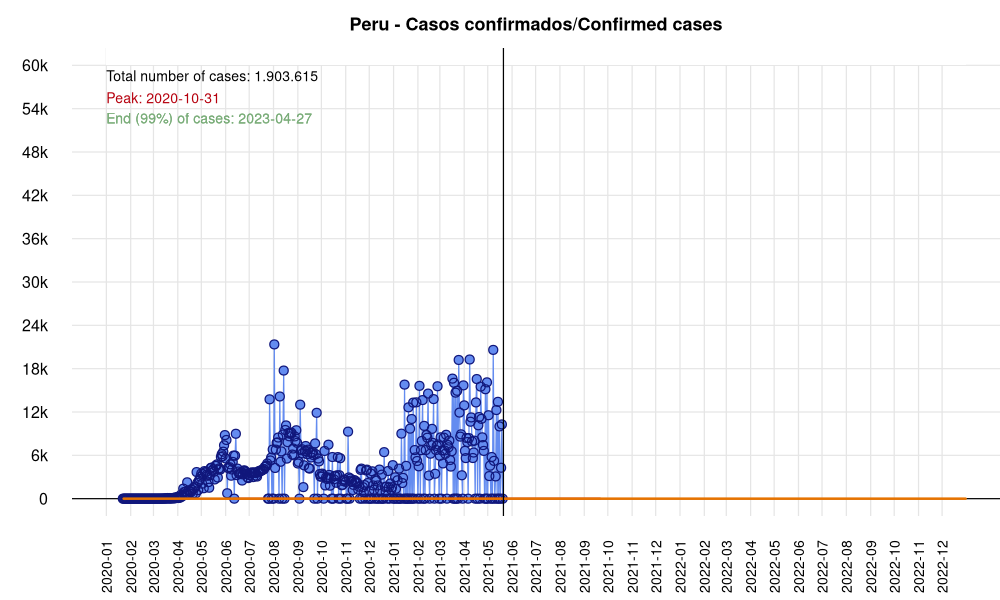 Peru - Casos confirmados/Confirmed cases
Total number of cases: 1.903.615
Peak: 2020-10-31
End (99%) of cases: 2023-04-27
60k
54k
48k
42k
36k
30k
24k
18k
12k
6k
0
2020-01
2020-02
2020-03
2020-04
2020-05
2020-06
2020-07
2020-08
2020-09
2020-10
2020-11
2020-12
2021-01
2021-02
2021-03
2021-04
2021-05
2021-06
2021-07
2021-08
2021-09
2021-10
2021-11
2021-12
2022-01
2022-02
2022-03
2022-04
2022-05
2022-06
2022-07
2022-08
2022-09
2022-10
2022-11
2022-12